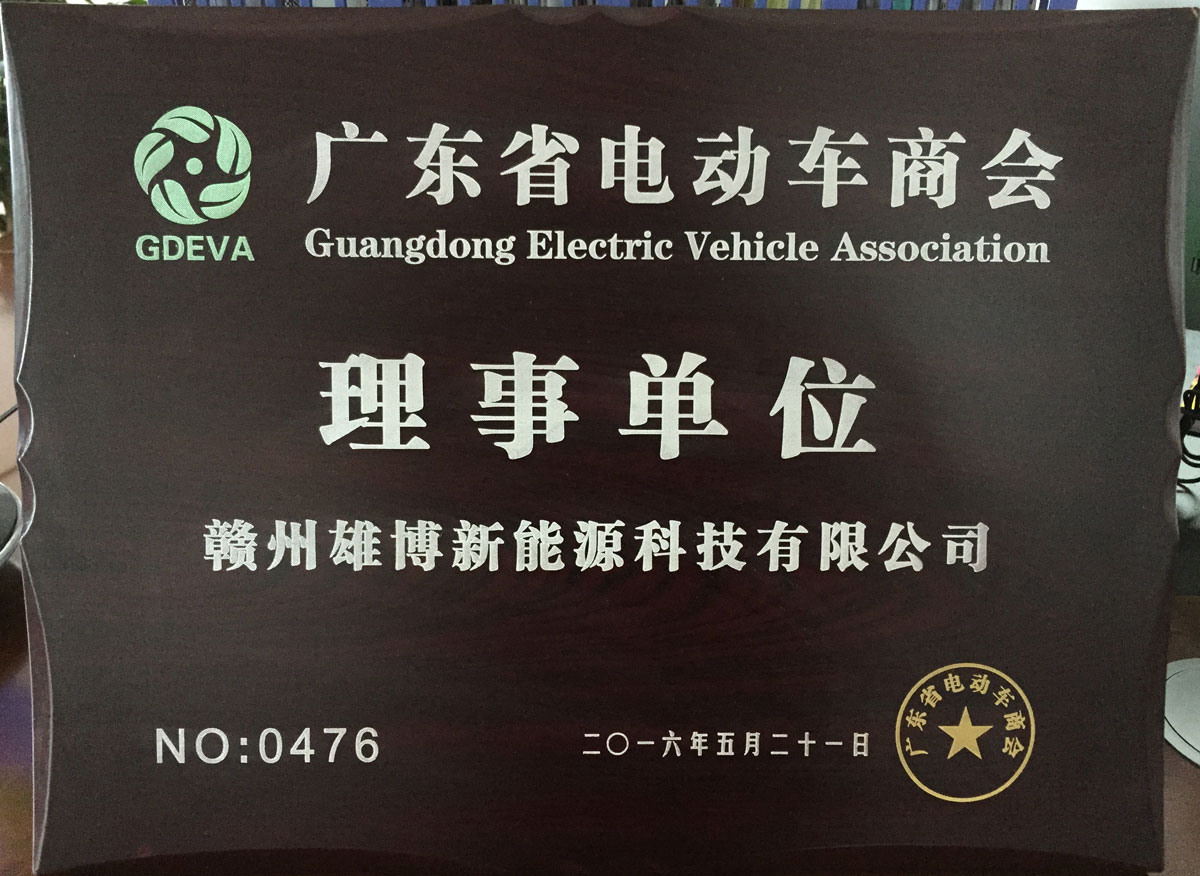 广东省电动车商会
GDEVA
Guangdong Electric Vehicle Association
理事单位
赣州雄博新能源科技有限公司
NO:0476
二〇一六年五月二十一日
广东省电动车商会